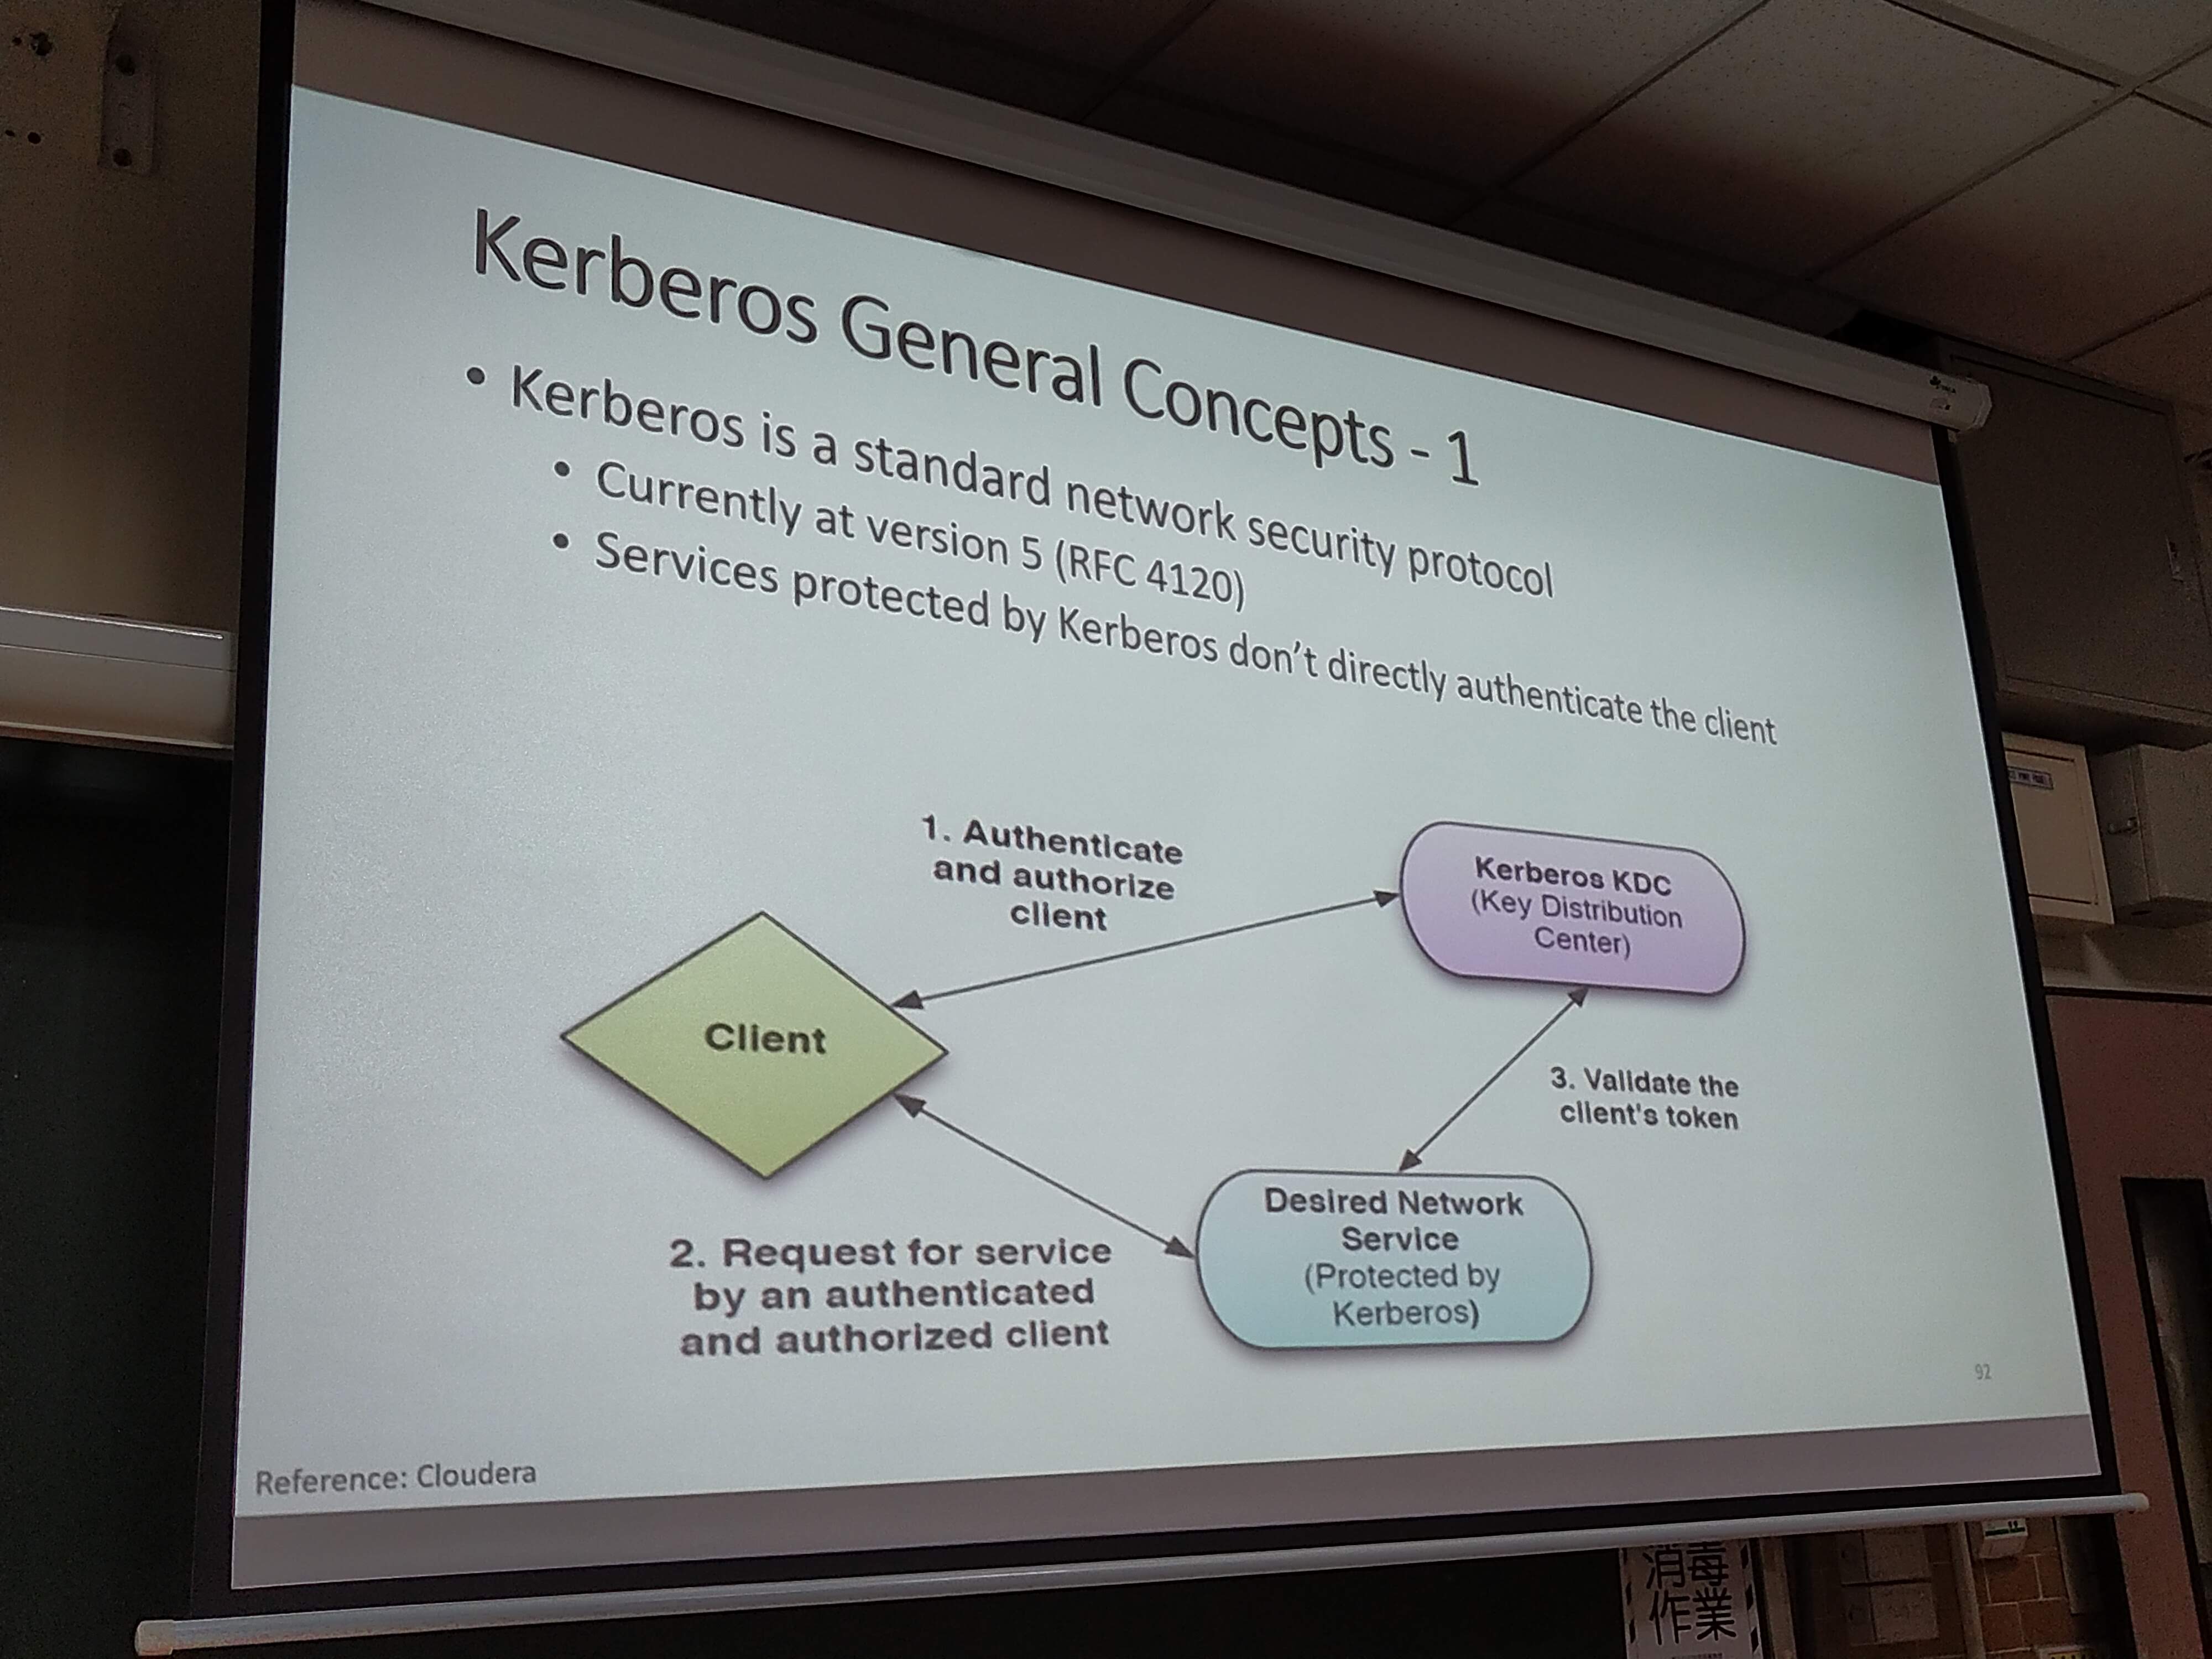 Kerberos General Concepts - 1
• Kerberos is a standard network security protocol
• Currently at version 5 (RFC 4120)
• Services protected by Kerberos don't directly authenticate the client
1. Authenticate
and authorize
client
Kerberos KDC
(Key Distribution
Center)
Client
3. Validate the
client's token
2. Request for service
by an authenticated
and authorized client
Desired Network
Service
(Protected by
Kerberos)
92
Reference: Cloudera
消毒
作業